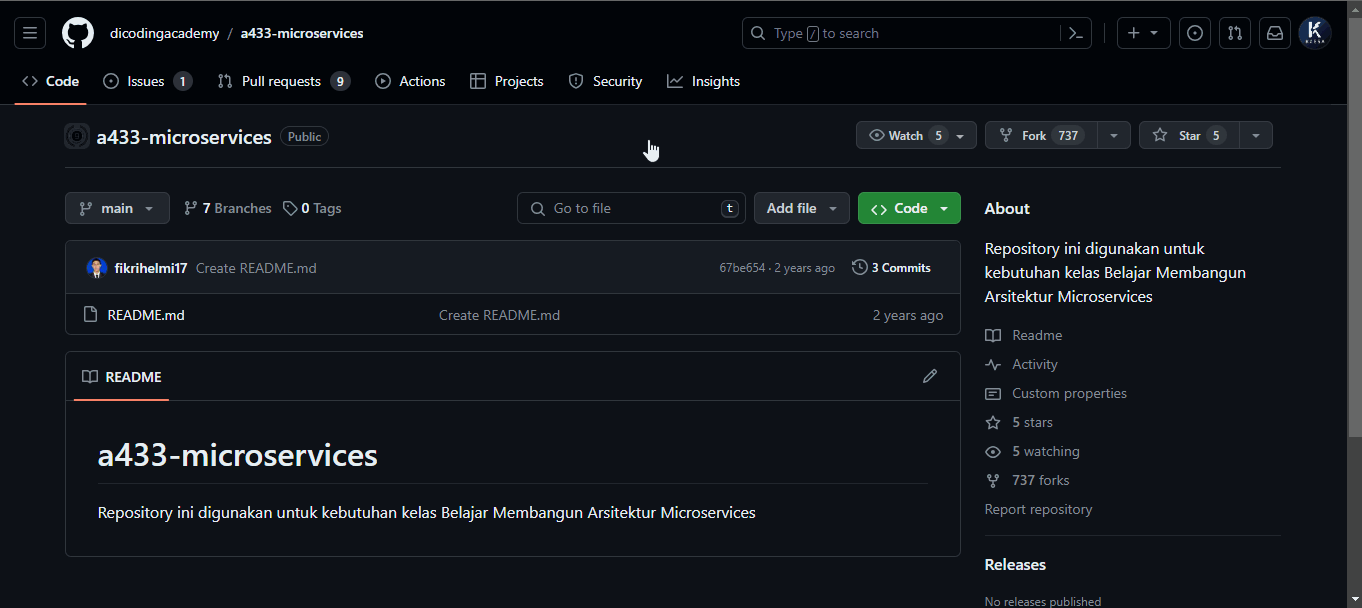 dicodingacademy / a433-microservices
Type / to search
Code Issues 1 Pull requests 9 Actions Projects Security Insights
a433-microservices Public
Watch 5 Fork 737 Star 5
main 7 Branches 0 Tags
Go to file t Add file Code
fikrihelmi17 Create README.md 67be654 · 2 years ago 3 Commits
README.md Create README.md 2 years ago
README
a433-microservices
Repository ini digunakan untuk kebutuhan kelas Belajar Membangun Arsitektur Microservices
About
Repository ini digunakan untuk
kebutuhan kelas Belajar Membangun
Arsitektur Microservices
Readme
Activity
Custom properties
5 stars
5 watching
737 forks
Report repository
Releases
No releases published